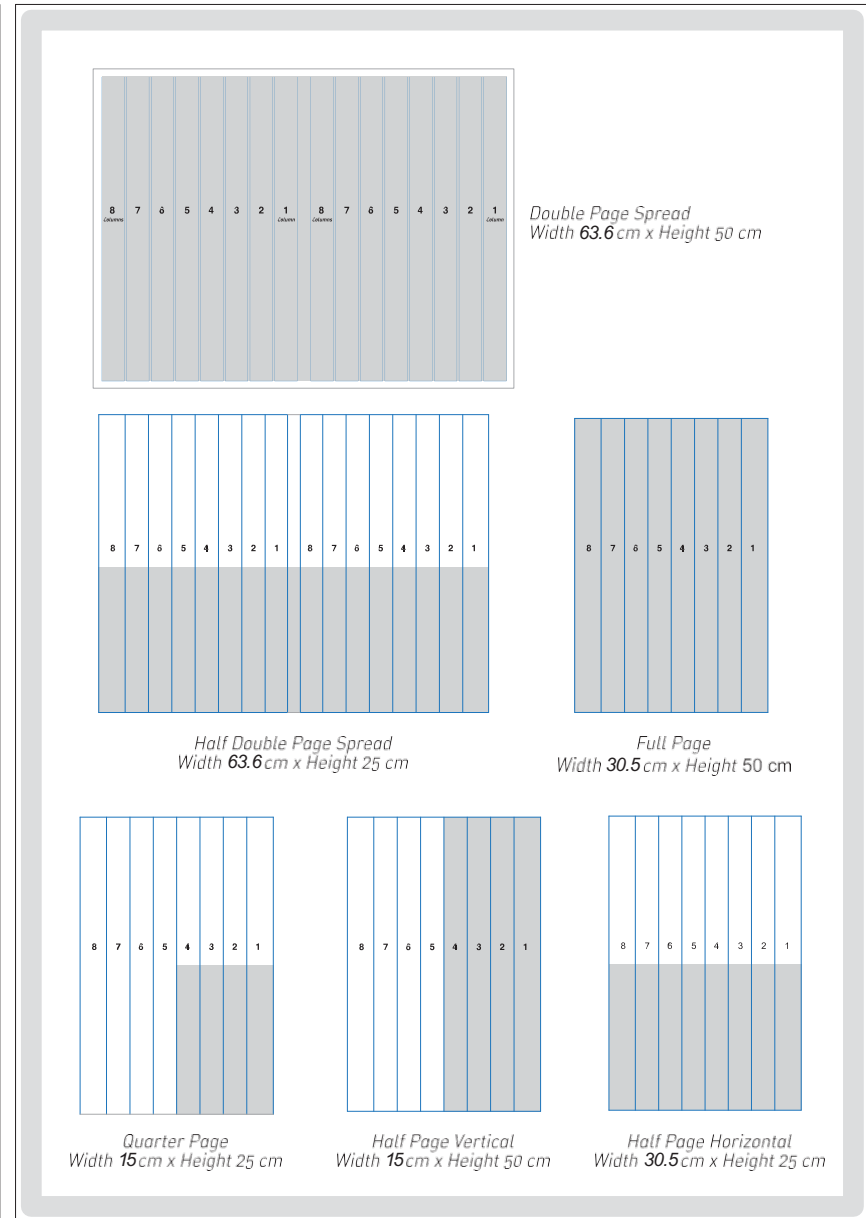 8 7 6 5 4 3 2 1 8 7 6 5 4 3 2 1
Columns Column Columns Column
Double Page Spread
Width 63.6 cm x Height 50 cm
8 7 6 5 4 3 2 1 8 7 6 5 4 3 2 1
8 7 6 5 4 3 2 1
Half Double Page Spread
Width 63.6 cm x Height 25 cm
Full Page
Width 30.5 cm x Height 50 cm
8 7 6 5 4 3 2 1
8 7 6 5 4 3 2 1
8 7 6 5 4 3 2 1
Quarter Page
Width 15 cm x Height 25 cm
Half Page Vertical
Width 15 cm x Height 50 cm
Half Page Horizontal
Width 30.5 cm x Height 25 cm